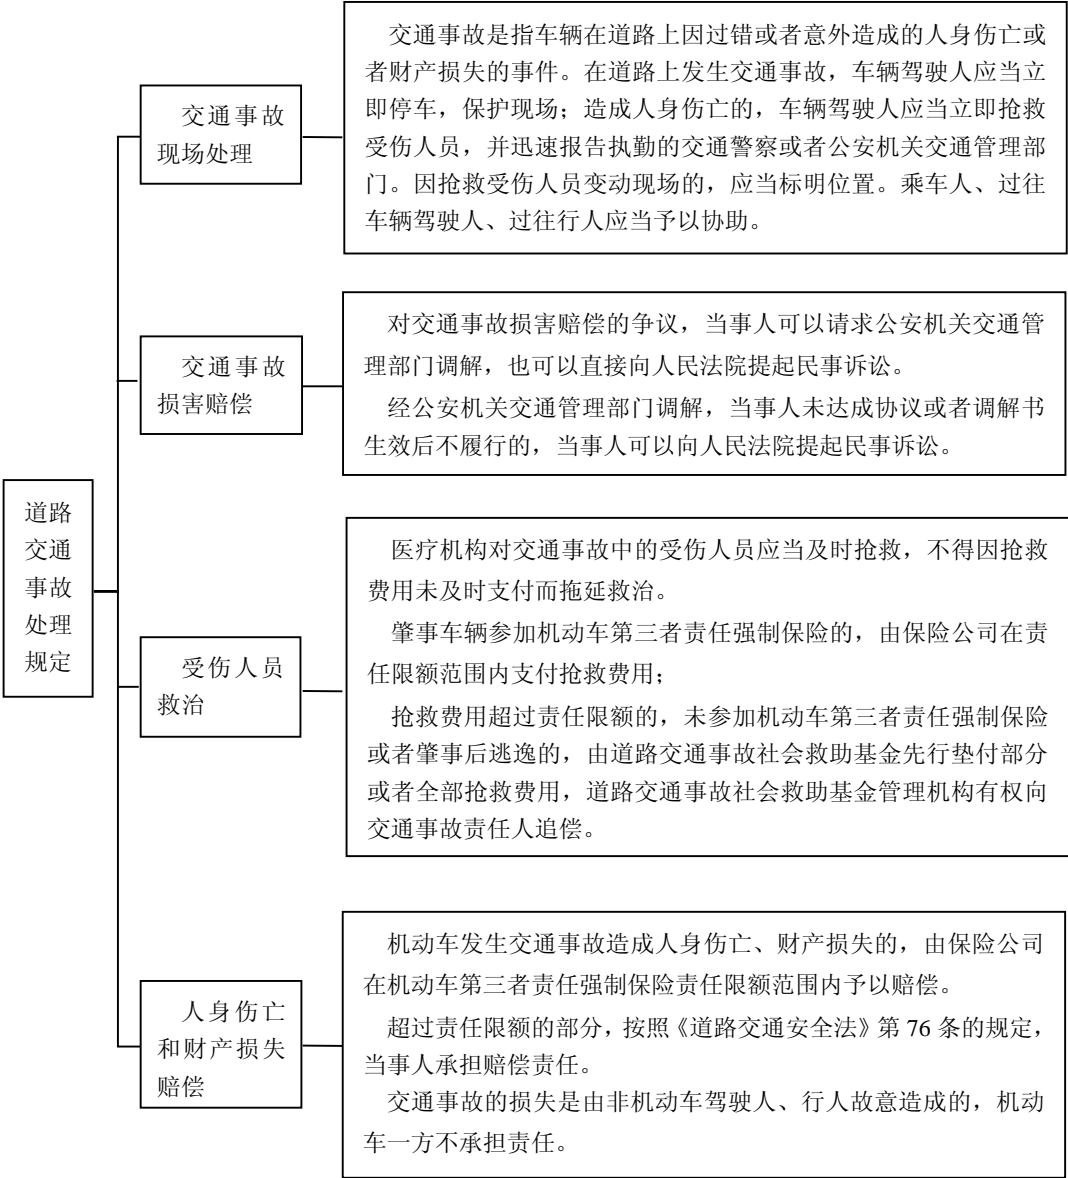 道路
交通
事故
处理
规定
交通事故
现场处理
交通事故是指车辆在道路上因过错或者意外造成的人身伤亡或
者财产损失的事件。在道路上发生交通事故，车辆驾驶人应当立
即停车，保护现场；造成人身伤亡的，车辆驾驶人应当立即抢救
受伤人员，并迅速报告执勤的交通警察或者公安机关交通管理部
门。因抢救受伤人员变动现场的，应当标明位置。乘车人、过往
车辆驾驶人、过往行人应当予以协助。
交通事故
损害赔偿
对交通事故损害赔偿的争议，当事人可以请求公安机关交通管
理部门调解，也可以直接向人民法院提起民事诉讼。
经公安机关交通管理部门调解，当事人未达成协议或者调解书
生效后不履行的，当事人可以向人民法院提起民事诉讼。
受伤人员
救治
医疗机构对交通事故中的受伤人员应当及时抢救，不得因抢救
费用未及时支付而拖延救治。
肇事车辆参加机动车第三者责任强制保险的，由保险公司在责
任限额范围内支付抢救费用；
抢救费用超过责任限额的，未参加机动车第三者责任强制保险
或者肇事后逃逸的，由道路交通事故社会救助基金先行垫付部分
或者全部抢救费用，道路交通事故社会救助基金管理机构有权向
交通事故责任人追偿。
人身伤亡
和财产损失
赔偿
机动车发生交通事故造成人身伤亡、财产损失的，由保险公司
在机动车第三者责任强制保险责任限额范围内予以赔偿。
超过责任限额的部分，按照《道路交通安全法》第 76 条的规定，
当事人承担赔偿责任。
交通事故的损失是由非机动车驾驶人、行人故意造成的，机动
车一方不承担责任。